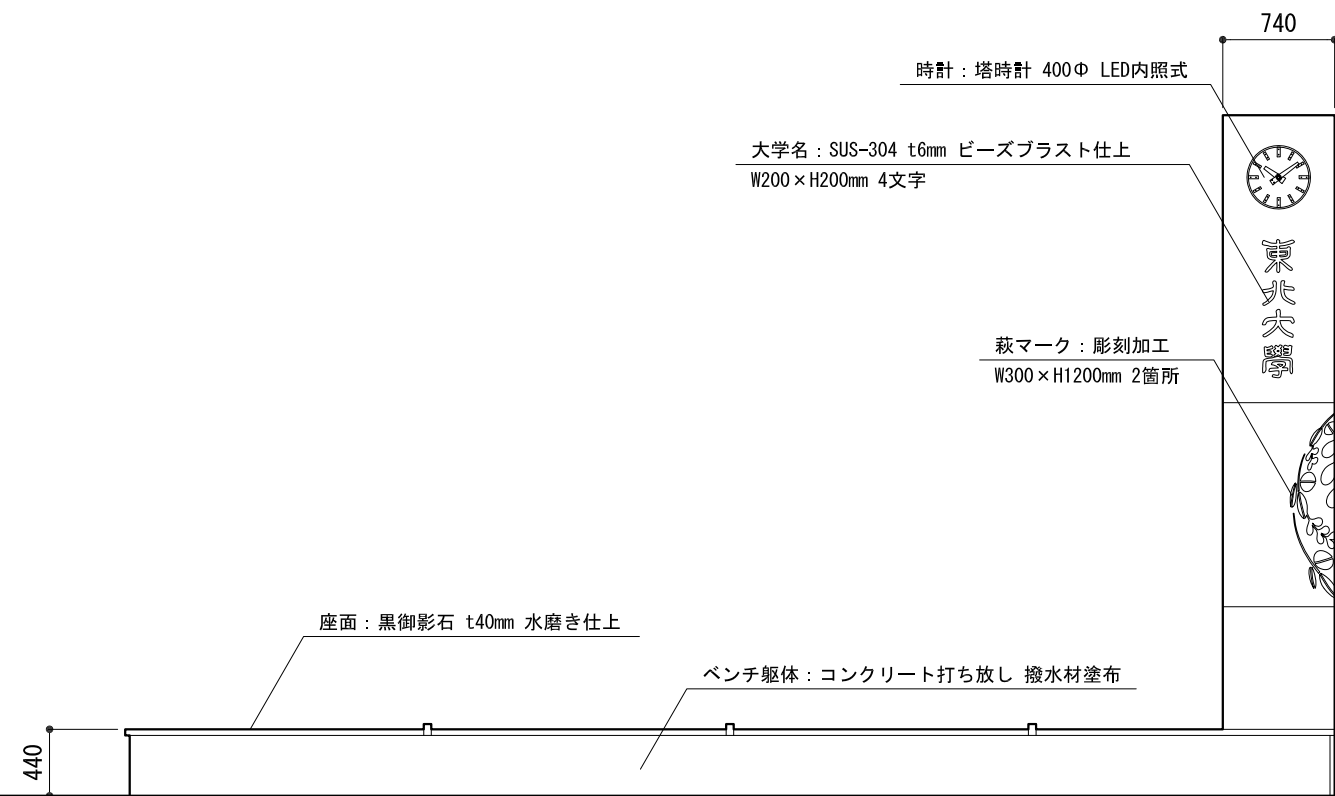 740
時計：塔時計 400Φ LED内照式
大学名：SUS-304 t6mm ビーズブラスト仕上
W200×H200mm 4文字
東
北
大
學
萩マーク：彫刻加工
W300×H1200mm 2箇所
座面：黒御影石 t40mm 水磨き仕上
ベンチ躯体：コンクリート打ち放し 撥水材塗布
440